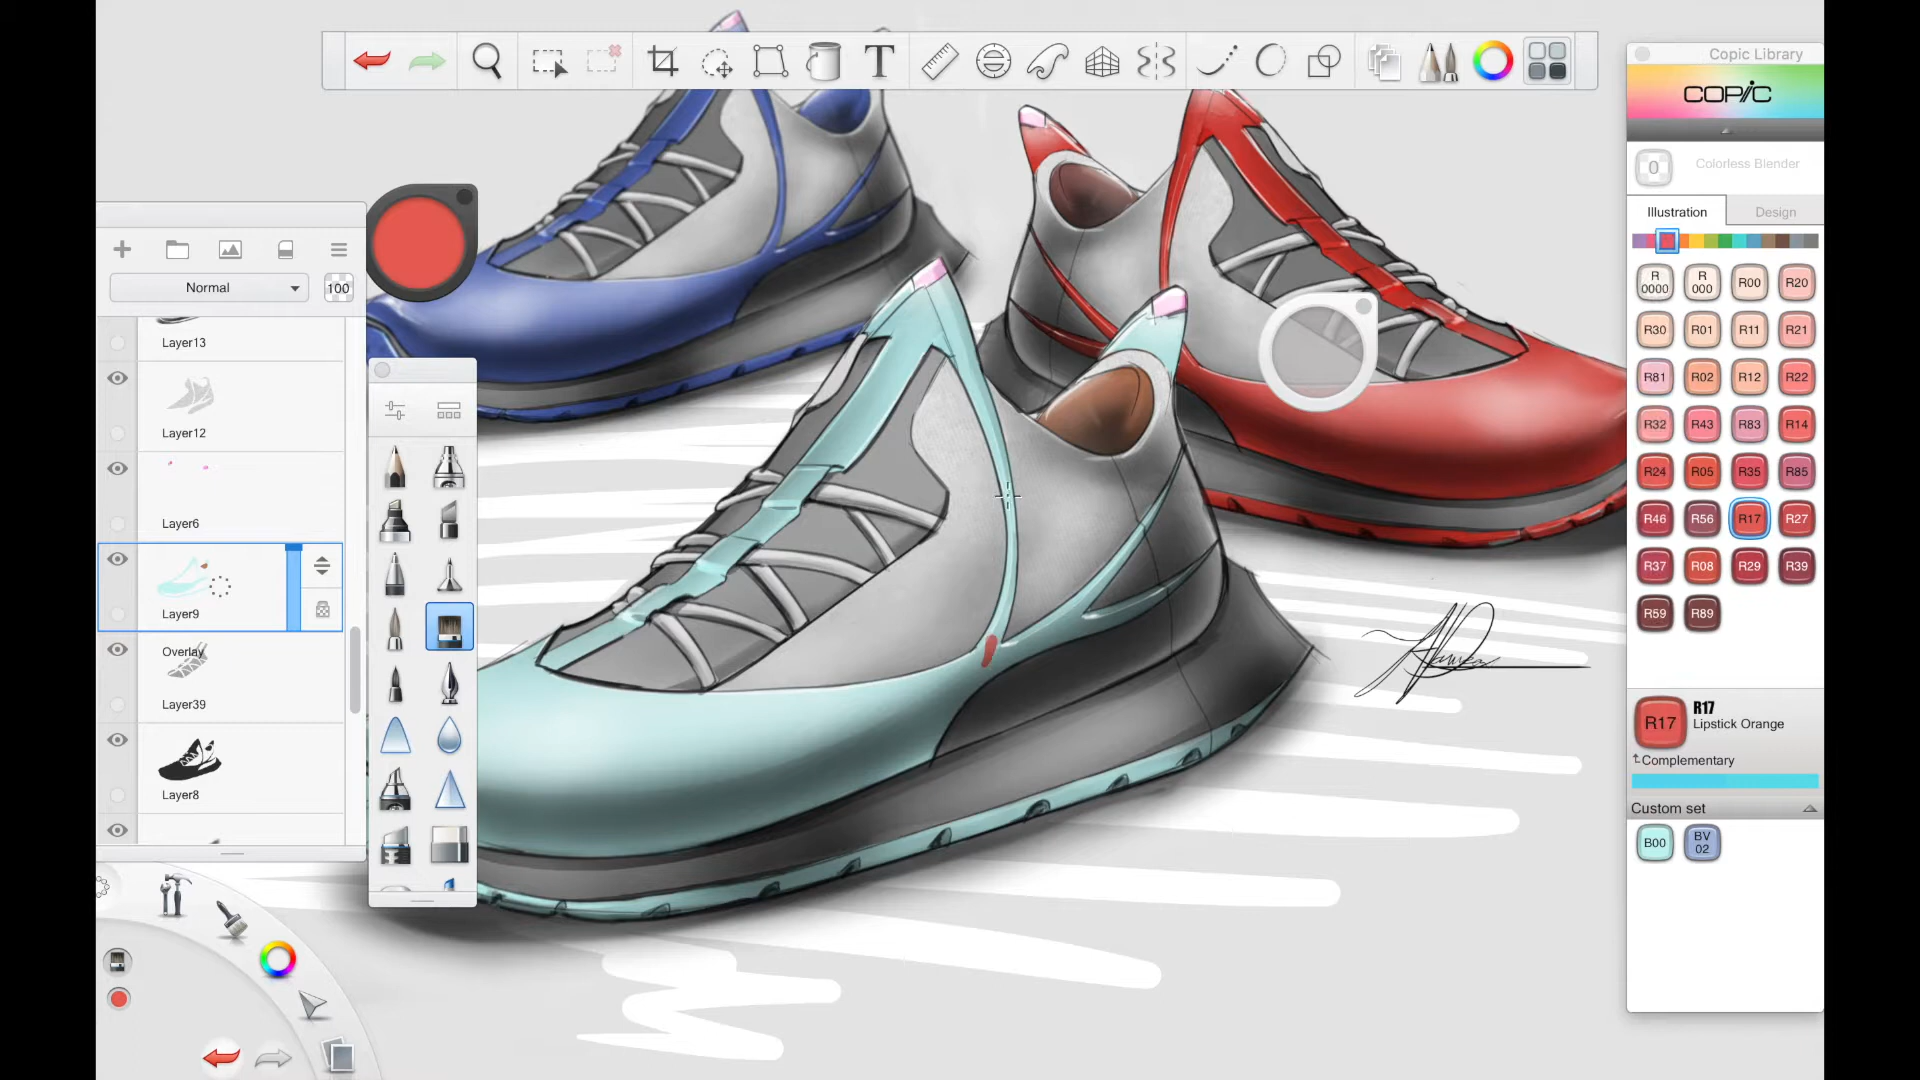 T
Copic Library
COPIC
0 Colorless Blender
Illustration Design
R 0000 R 000 R00 R20
R30 R01 R11 R21
R81 R02 R12 R22
R32 R43 R83 R14
R24 R05 R35 R85
R46 R56 R17 R27
R37 R08 R29 R39
R59 R89
R17 R17
Lipstick Orange
Complementary
Custom set
B00 BV 02
Normal 100
Layer13
Layer12
Layer6
Layer9
Overlay
Layer39
Layer8